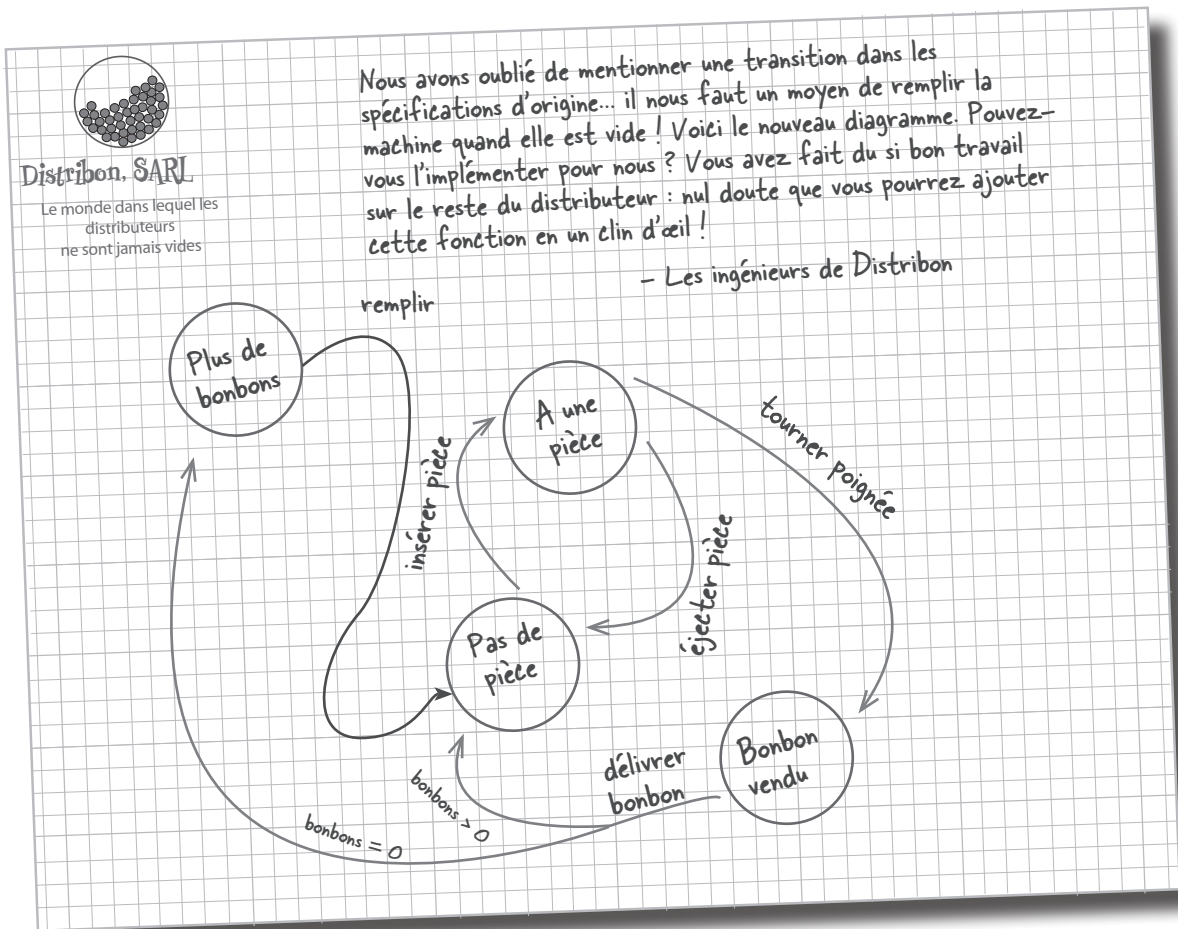 Distribon, SARL
Le monde dans lequel les
distributeurs
ne sont jamais vides
Nous avons oublié de mentionner une transition dans les
spécifications d'origine... il nous faut un moyen de remplir la
machine quand elle est vide ! Voici le nouveau diagramme. Pouvez-
vous l'implémenter pour nous ? Vous avez fait du si bon travail
sur le reste du distributeur : nul doute que vous pourrez ajouter
cette fonction en un clin d'œil !
– Les ingénieurs de Distribon
remplir
Plus de
bonbons
A une
pièce
tourner poignée
insérer pièce
éjecter pièce
Pas de
pièce
Bonbon
vendu
délivrer
bonbon
bonbons > 0
bonbons = 0